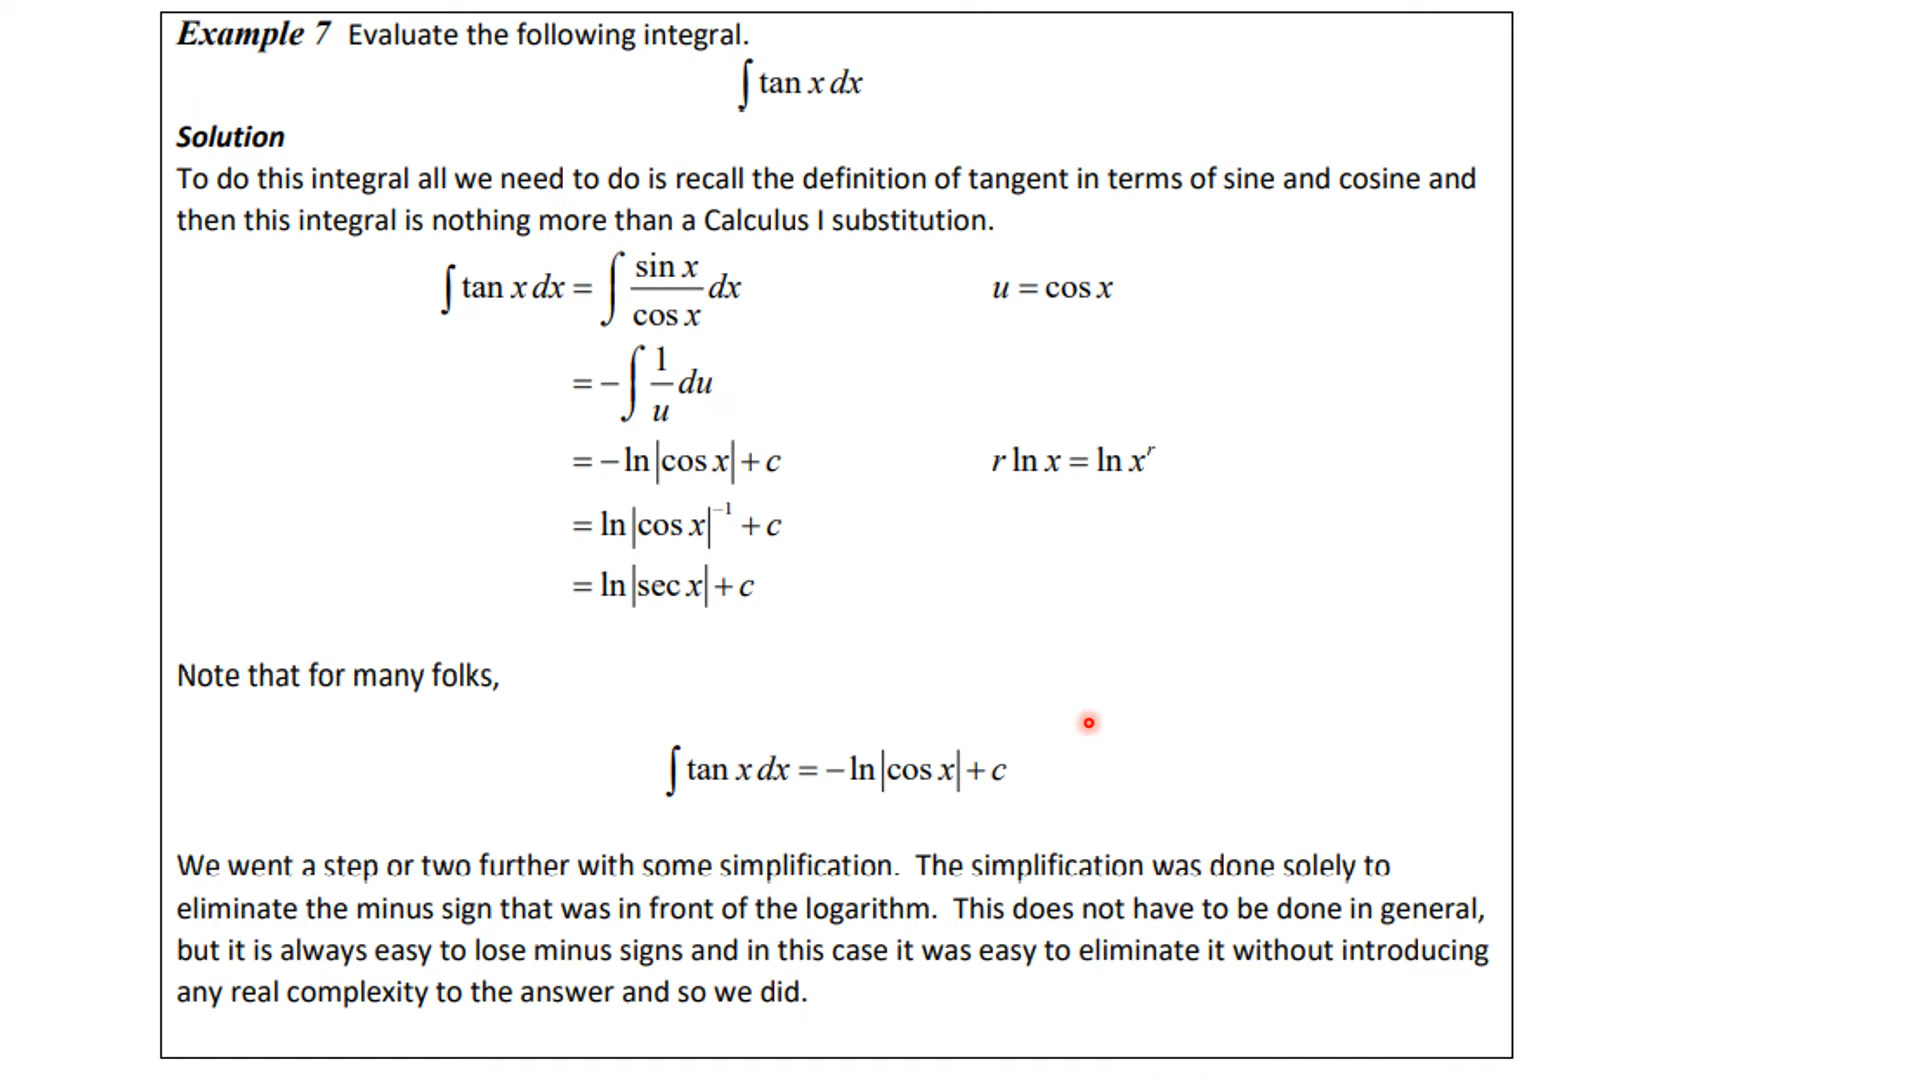 Example 7 Evaluate the following integral.
∫ tan x dx
Solution
To do this integral all we need to do is recall the definition of tangent in terms of sine and cosine and
then this integral is nothing more than a Calculus I substitution.
∫ tan x dx = ∫ sin x / cos x dx    u = cos x
= −∫ 1/u du
= −ln|cos x| + c    r ln x = ln xʳ
= ln|cos x|⁻¹ + c
= ln|sec x| + c
Note that for many folks,
∫ tan x dx = −ln|cos x| + c
We went a step or two further with some simplification.  The simplification was done solely to
eliminate the minus sign that was in front of the logarithm.  This does not have to be done in general,
but it is always easy to lose minus signs and in this case it was easy to eliminate it without introducing
any real complexity to the answer and so we did.